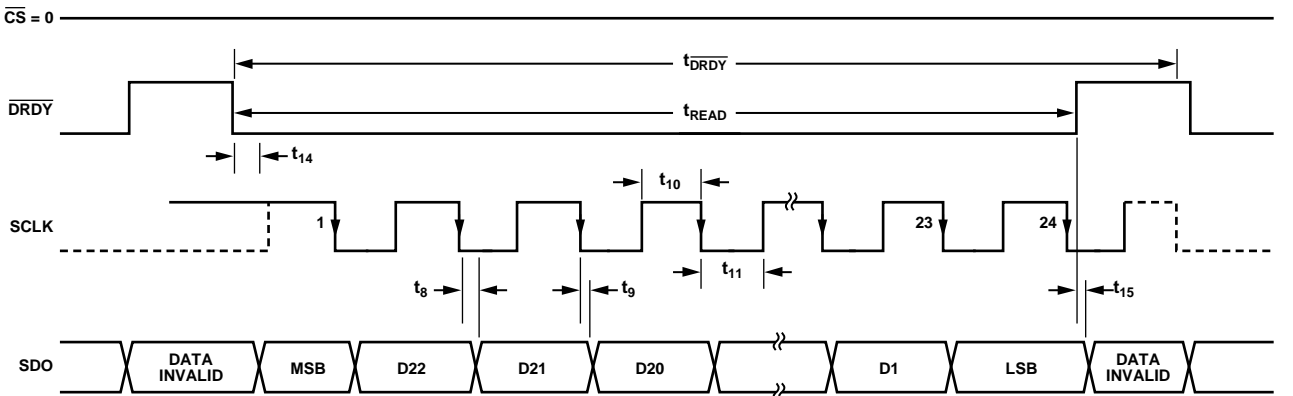 CS = 0
tDRDY
DRDY
tREAD
t14
t10
SCLK
1
23
24
t11
t8
t9
t15
SDO
DATA INVALID
MSB
D22
D21
D20
D1
LSB
DATA INVALID